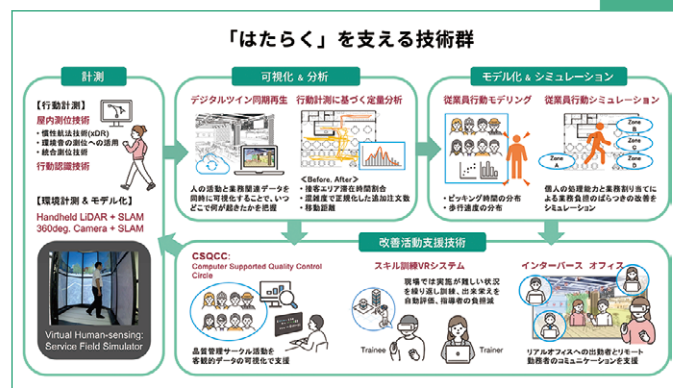 「はたらく」を支える技術群
計測
【行動計測】
屋内測位技術
・慣性航法技術(xDR)
・環境音の測位への活用
・統合測位技術
行動認識技術
【環境計測 & モデル化】
Handheld LiDAR + SLAM
360deg. Camera + SLAM
Virtual Human-sensing:
Service Field Simulator
可視化 & 分析
デジタルツイン同期再生
人の活動と業務関連データを
同時に可視化することで、いつ
どこで何が起きたかを把握
行動計測に基づく定量分析
<Before, After>
・接客エリア滞在時間割合
・混雑度で正規化した追加注文数
・移動距離
モデル化 & シミュレーション
従業員行動モデリング
・ピッキング時間の分布
・歩行速度の分布
従業員行動シミュレーション
Zone
B
Zone
C
Zone
A
Zone
D
個人の処理能力と業務割り当てに
よる業務負担のばらつきの改善を
シミュレーション
改善活動支援技術
CSQCC:
Computer Supported Quality Control
Circle
品質管理サークル活動を
客観的データの可視化で支援
スキル訓練VRシステム
現場では実施が難しい状況
を繰り返し訓練、出来栄えを
自動評価、指導者の負担減
Trainee
Trainer
インターバース オフィス
リアルオフィスへの出勤者とリモート
勤務者のコミュニケーションを支援